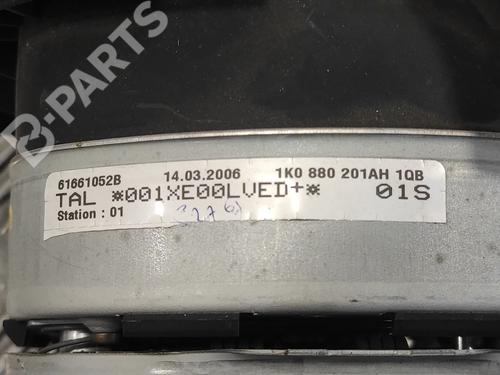 B-PARTS
61661052B 14.03.2006 1K0 880 201AH 1QB
TAL *001XE00LVED+* 01S
Station : 01